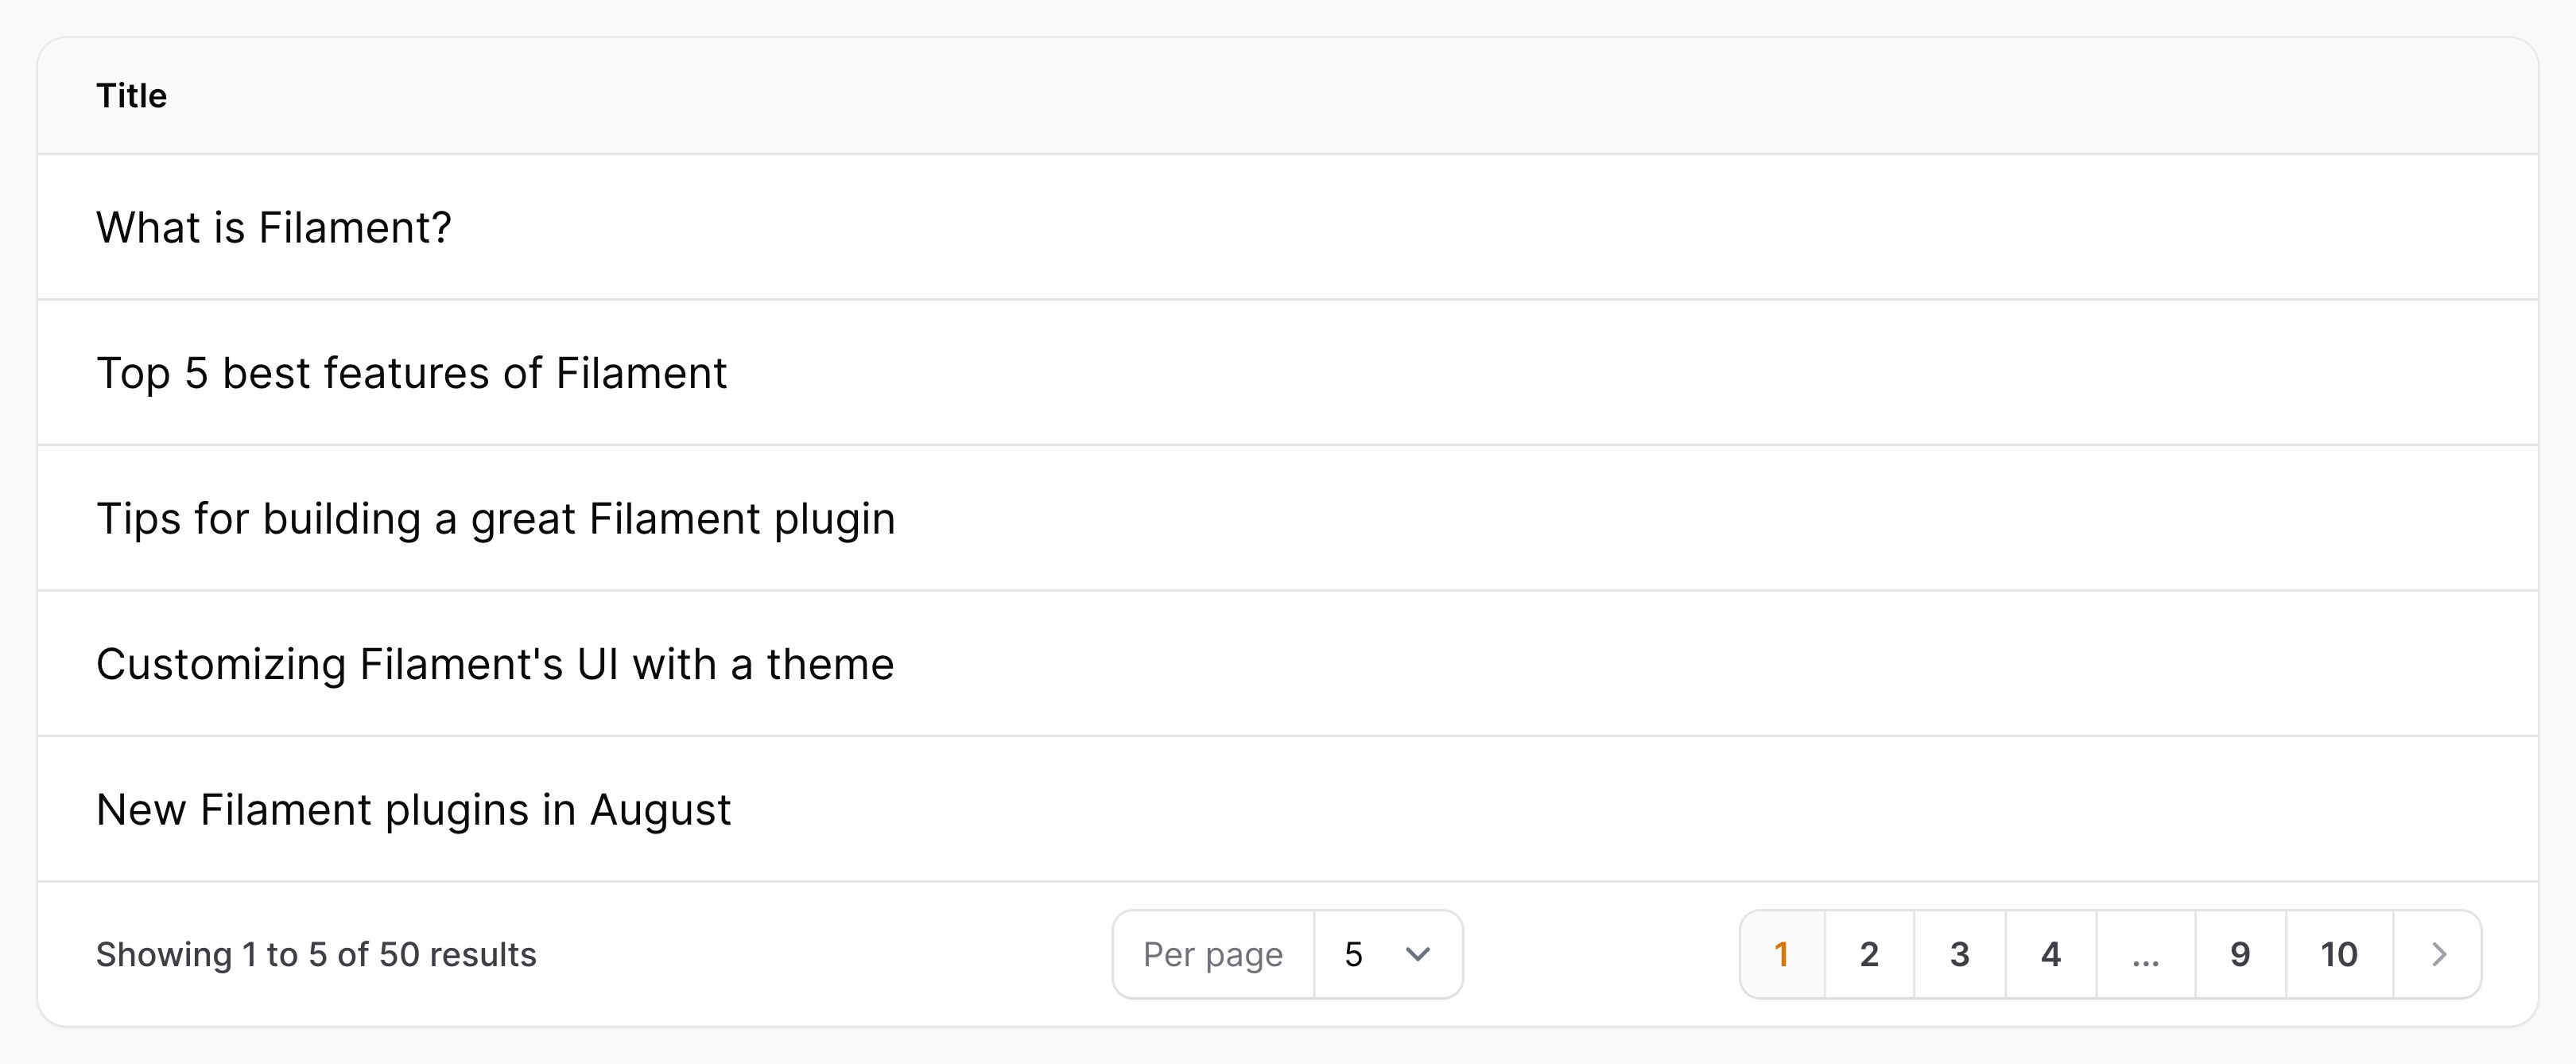 Title
What is Filament?
Top 5 best features of Filament
Tips for building a great Filament plugin
Customizing Filament's UI with a theme
New Filament plugins in August
Showing 1 to 5 of 50 results Per page 5 1 2 3 4 ... 9 10